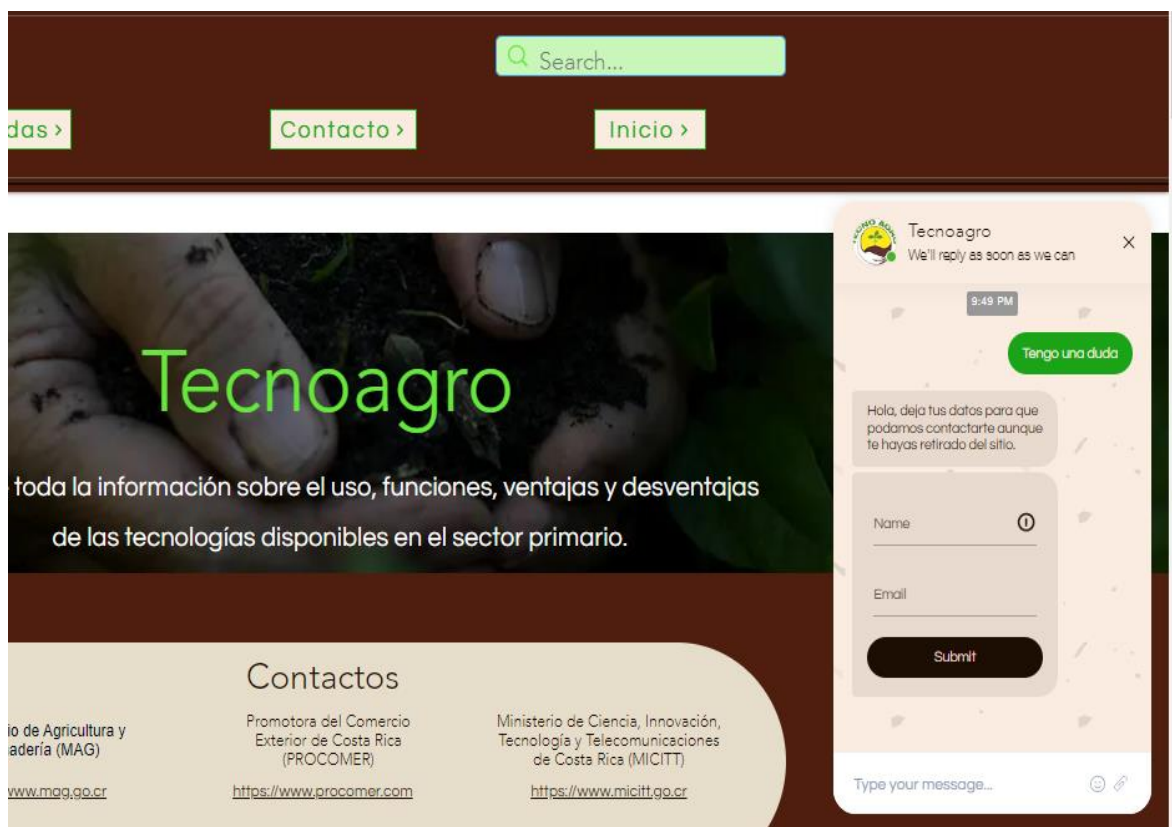 Search...
das >
Contacto >
Inicio >
Tecnoagro
toda la información sobre el uso, funciones, ventajas y desventajas
de las tecnologías disponibles en el sector primario.
Contactos
io de Agricultura y
adería (MAG)
www.mag.go.cr
Promotora del Comercio
Exterior de Costa Rica
(PROCOMER)
https://www.procomer.com
Ministerio de Ciencia, Innovación,
Tecnología y Telecomunicaciones
de Costa Rica (MICITT)
https://www.micitt.go.cr
TECNO AGRO
Tecnoagro
We'll reply as soon as we can
9:49 PM
Tengo una duda
Hola, deja tus datos para que
podamos contactarte aunque
te hayas retirado del sitio.
Name
Email
Submit
Type your message...